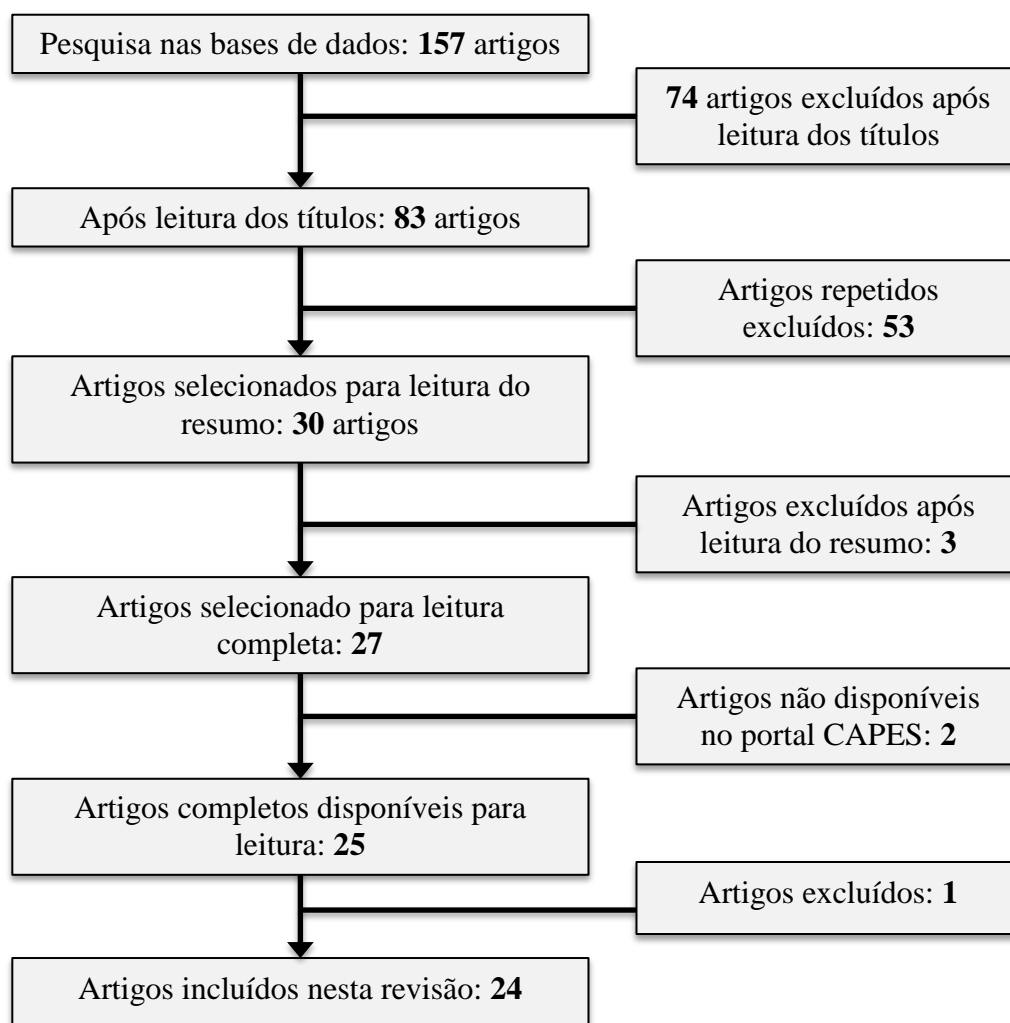 Pesquisa nas bases de dados: 157 artigos
74 artigos excluídos após
leitura dos títulos
Após leitura dos títulos: 83 artigos
Artigos repetidos
excluídos: 53
Artigos selecionados para leitura do
resumo: 30 artigos
Artigos excluídos após
leitura do resumo: 3
Artigos selecionado para leitura
completa: 27
Artigos não disponíveis
no portal CAPES: 2
Artigos completos disponíveis para
leitura: 25
Artigos excluídos: 1
Artigos incluídos nesta revisão: 24